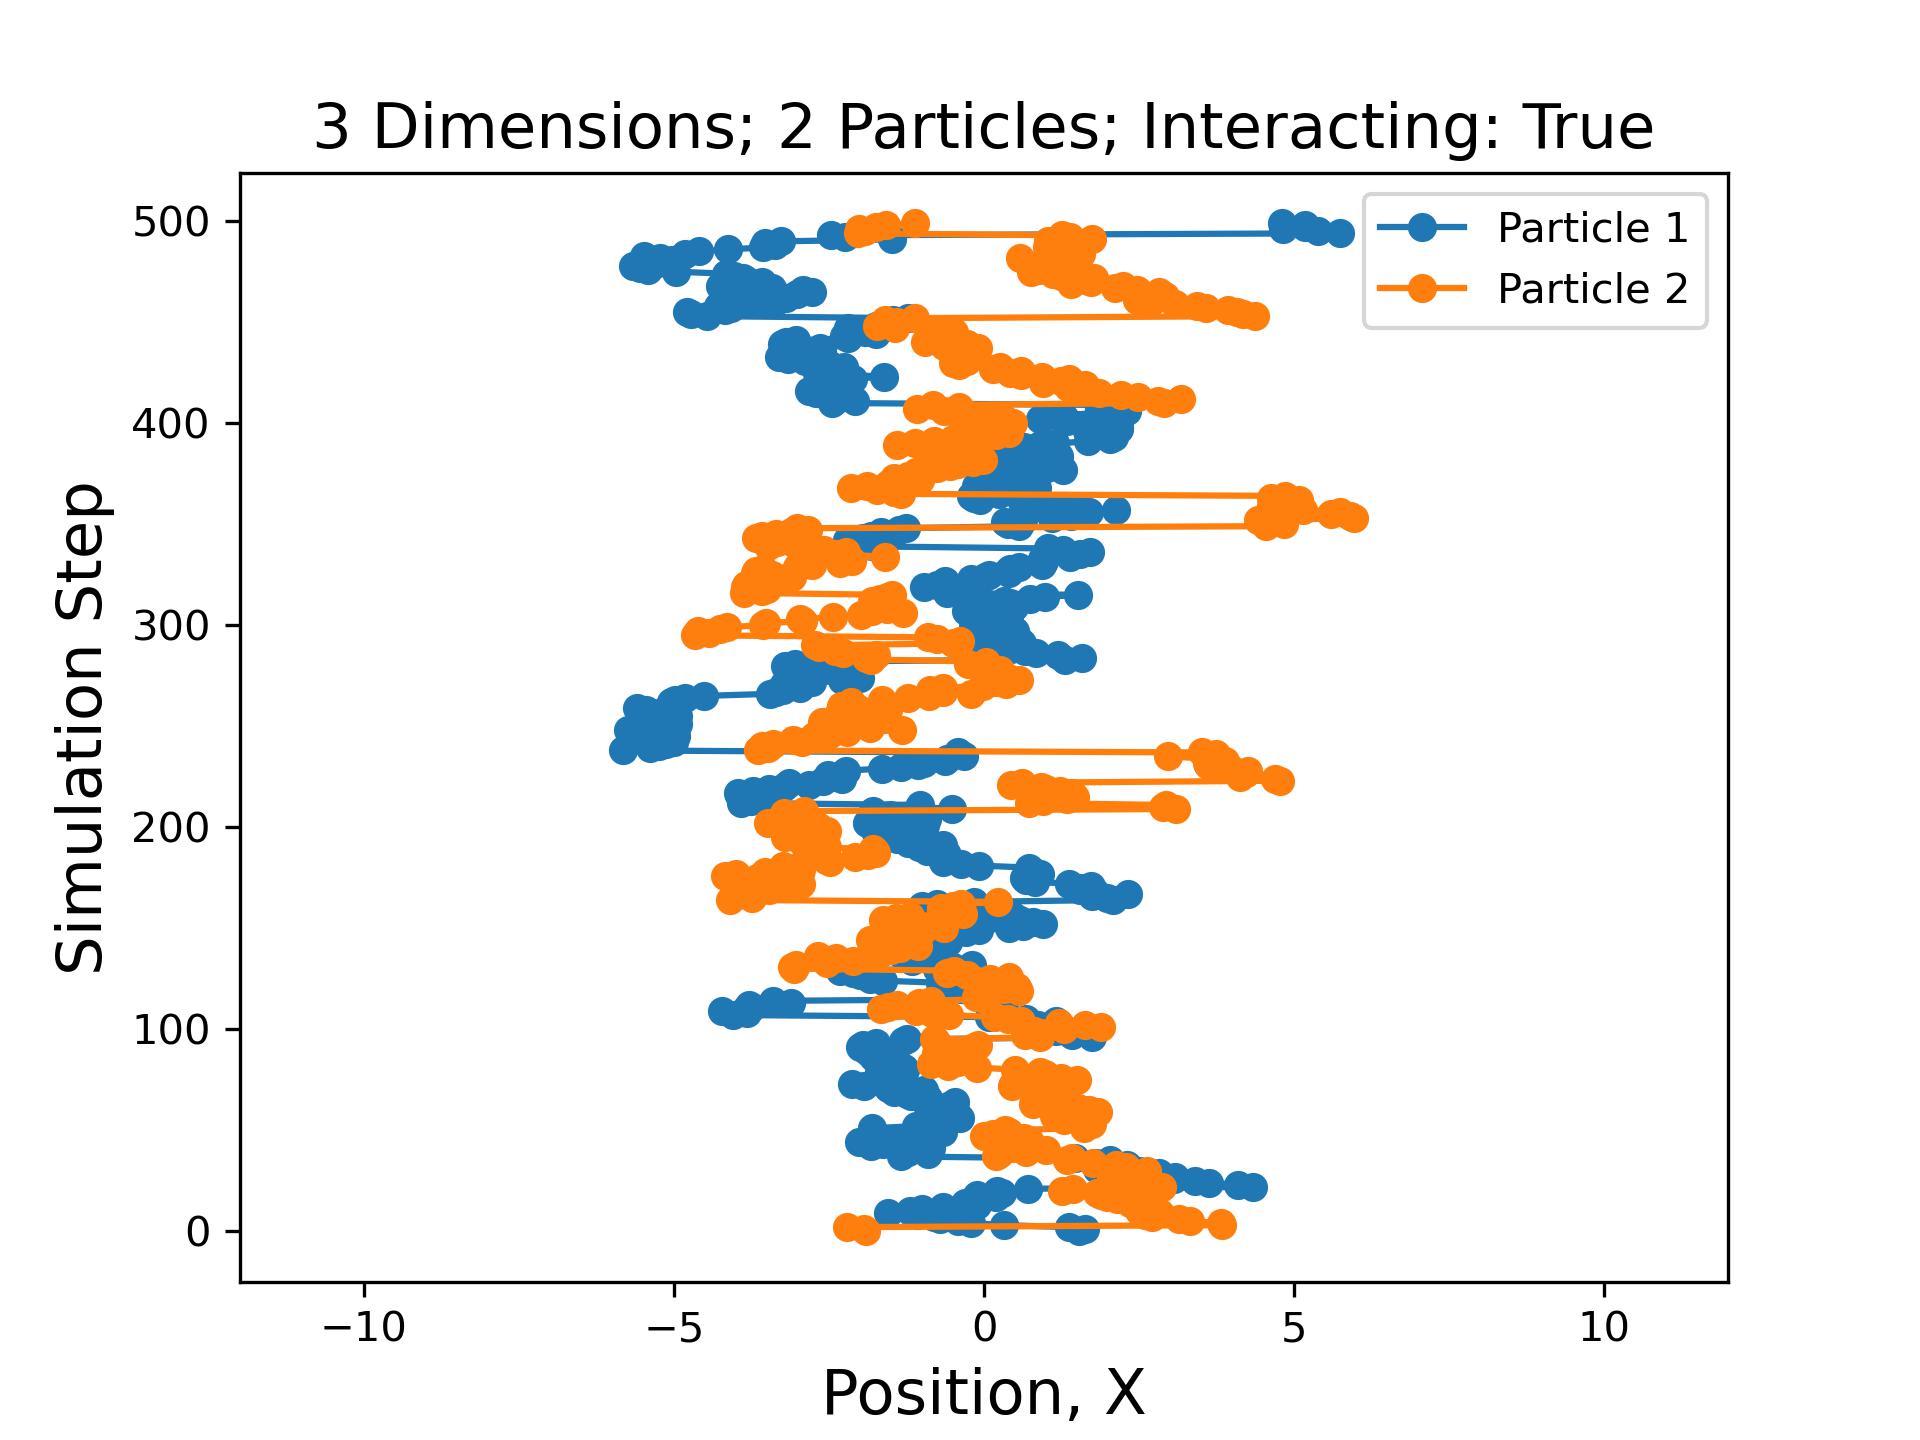 3 Dimensions; 2 Particles; Interacting: True
Particle 1
Particle 2
Simulation Step
500
400
300
200
100
0
−10
−5
0
5
10
Position, X